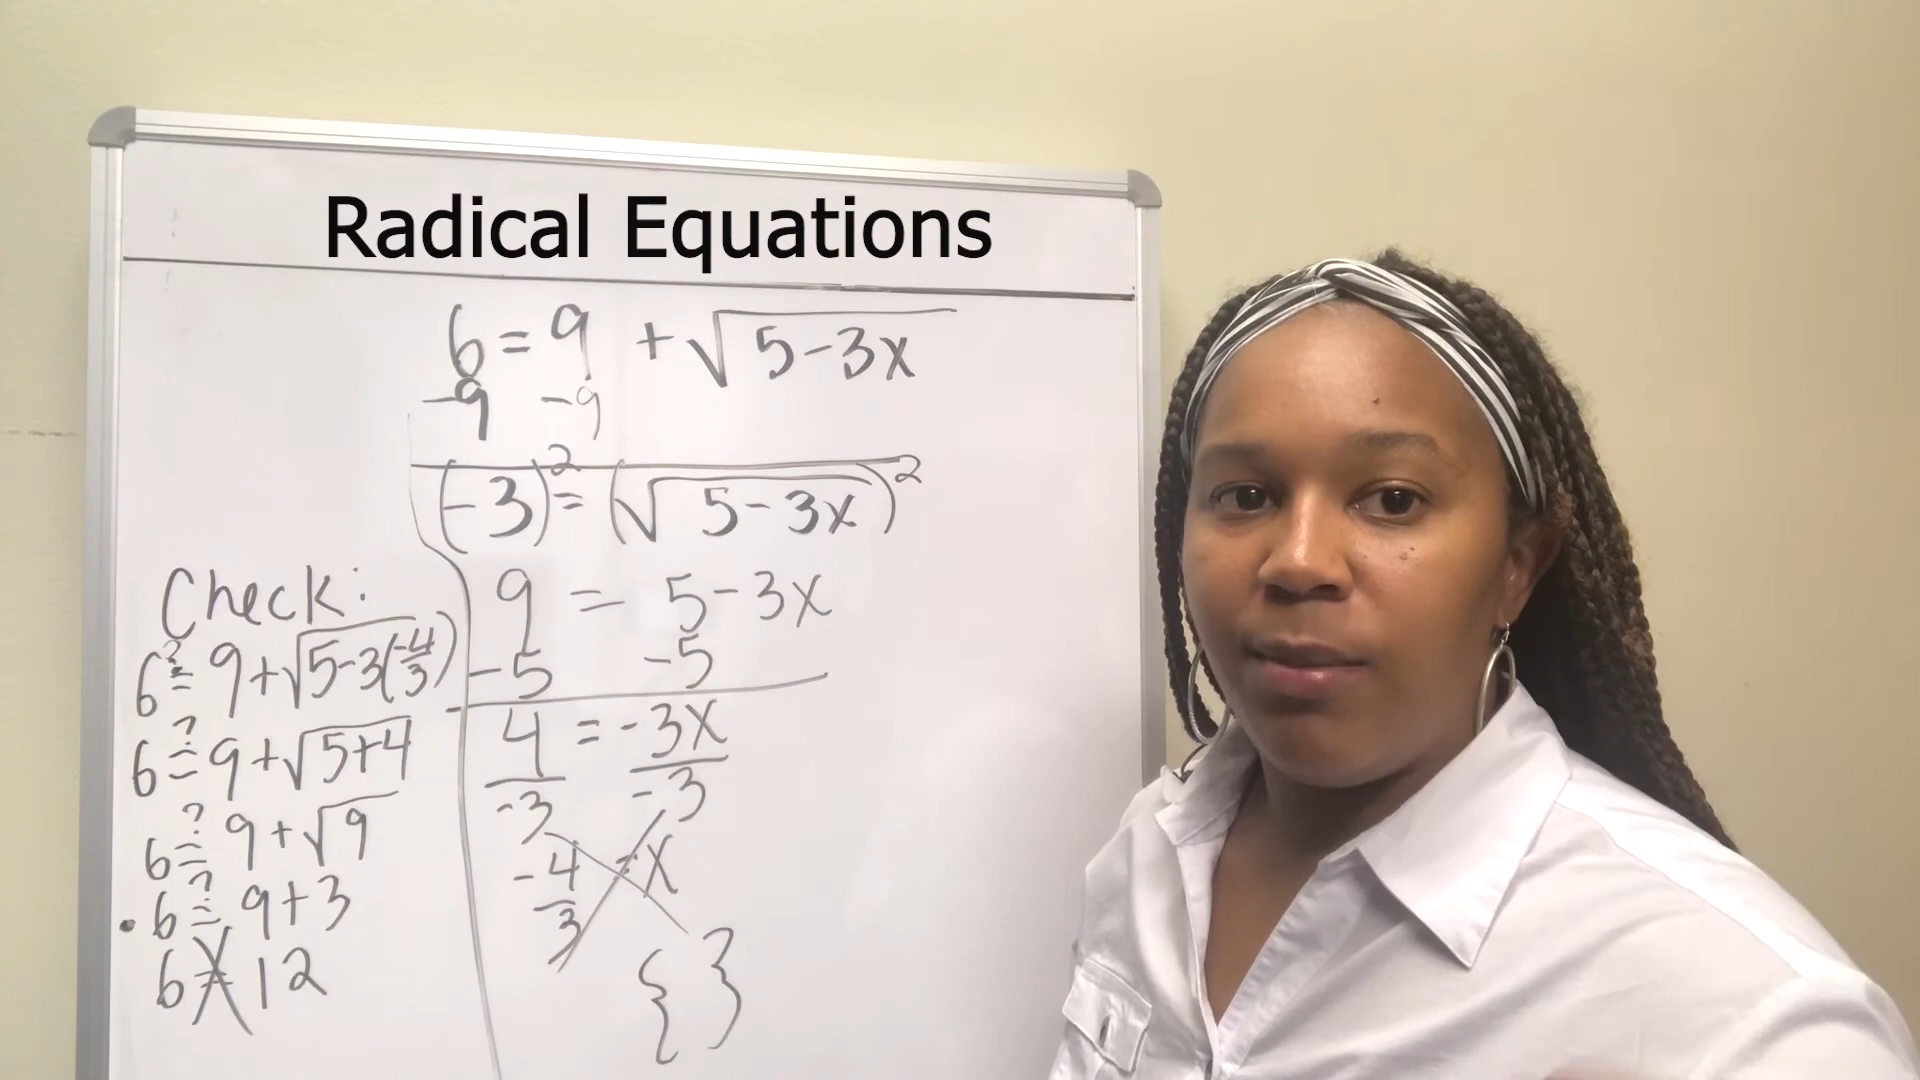 Radical Equations
6 = 9 + √5-3x
-9 -9
(-3)² = (√5-3x)²
9 = 5-3x
-5 -5
4 = -3x
-3 -3
-4/3 = x
{ }
Check:
6 ?= 9+√5-3(-4/3)
6 ?= 9+√5+4
6 ?= 9+√9
6 ?= 9+3
6 ≠ 12